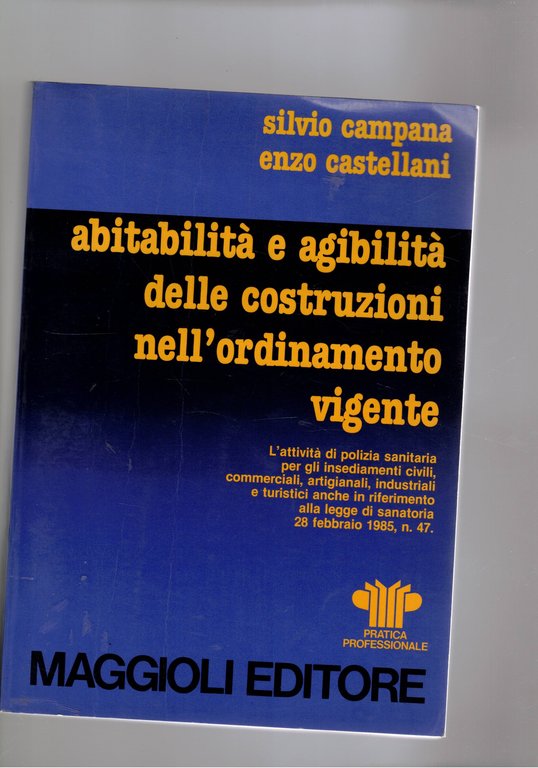 silvio campana
enzo castellani
abitabilità e agibilità
delle costruzioni
nell'ordinamento
vigente
L'attività di polizia sanitaria
per gli insediamenti civili,
commerciali, artigianali, industriali
e turistici anche in riferimento
alla legge di sanatoria
28 febbraio 1985, n. 47.
PRATICA
PROFESSIONALE
MAGGIOLI EDITORE